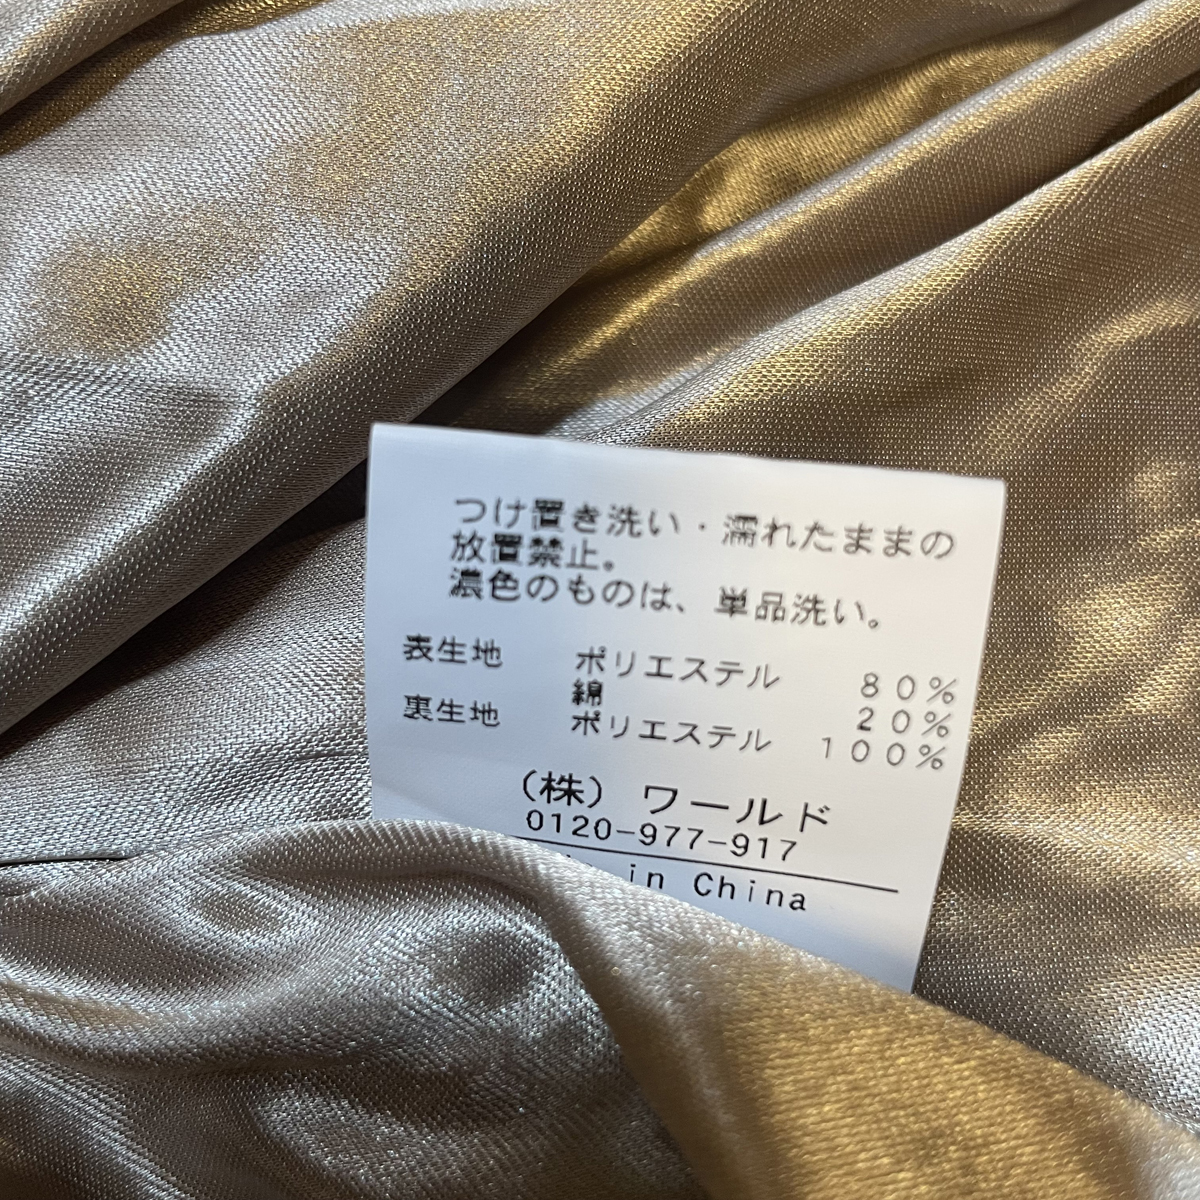 つけ置き洗い・濡れたままの
放置禁止。
濃色のものは、単品洗い。
表生地 ポリエステル 80%
綿 20%
裏生地 ポリエステル 100%
(株) ワールド
0120-977-917
in China